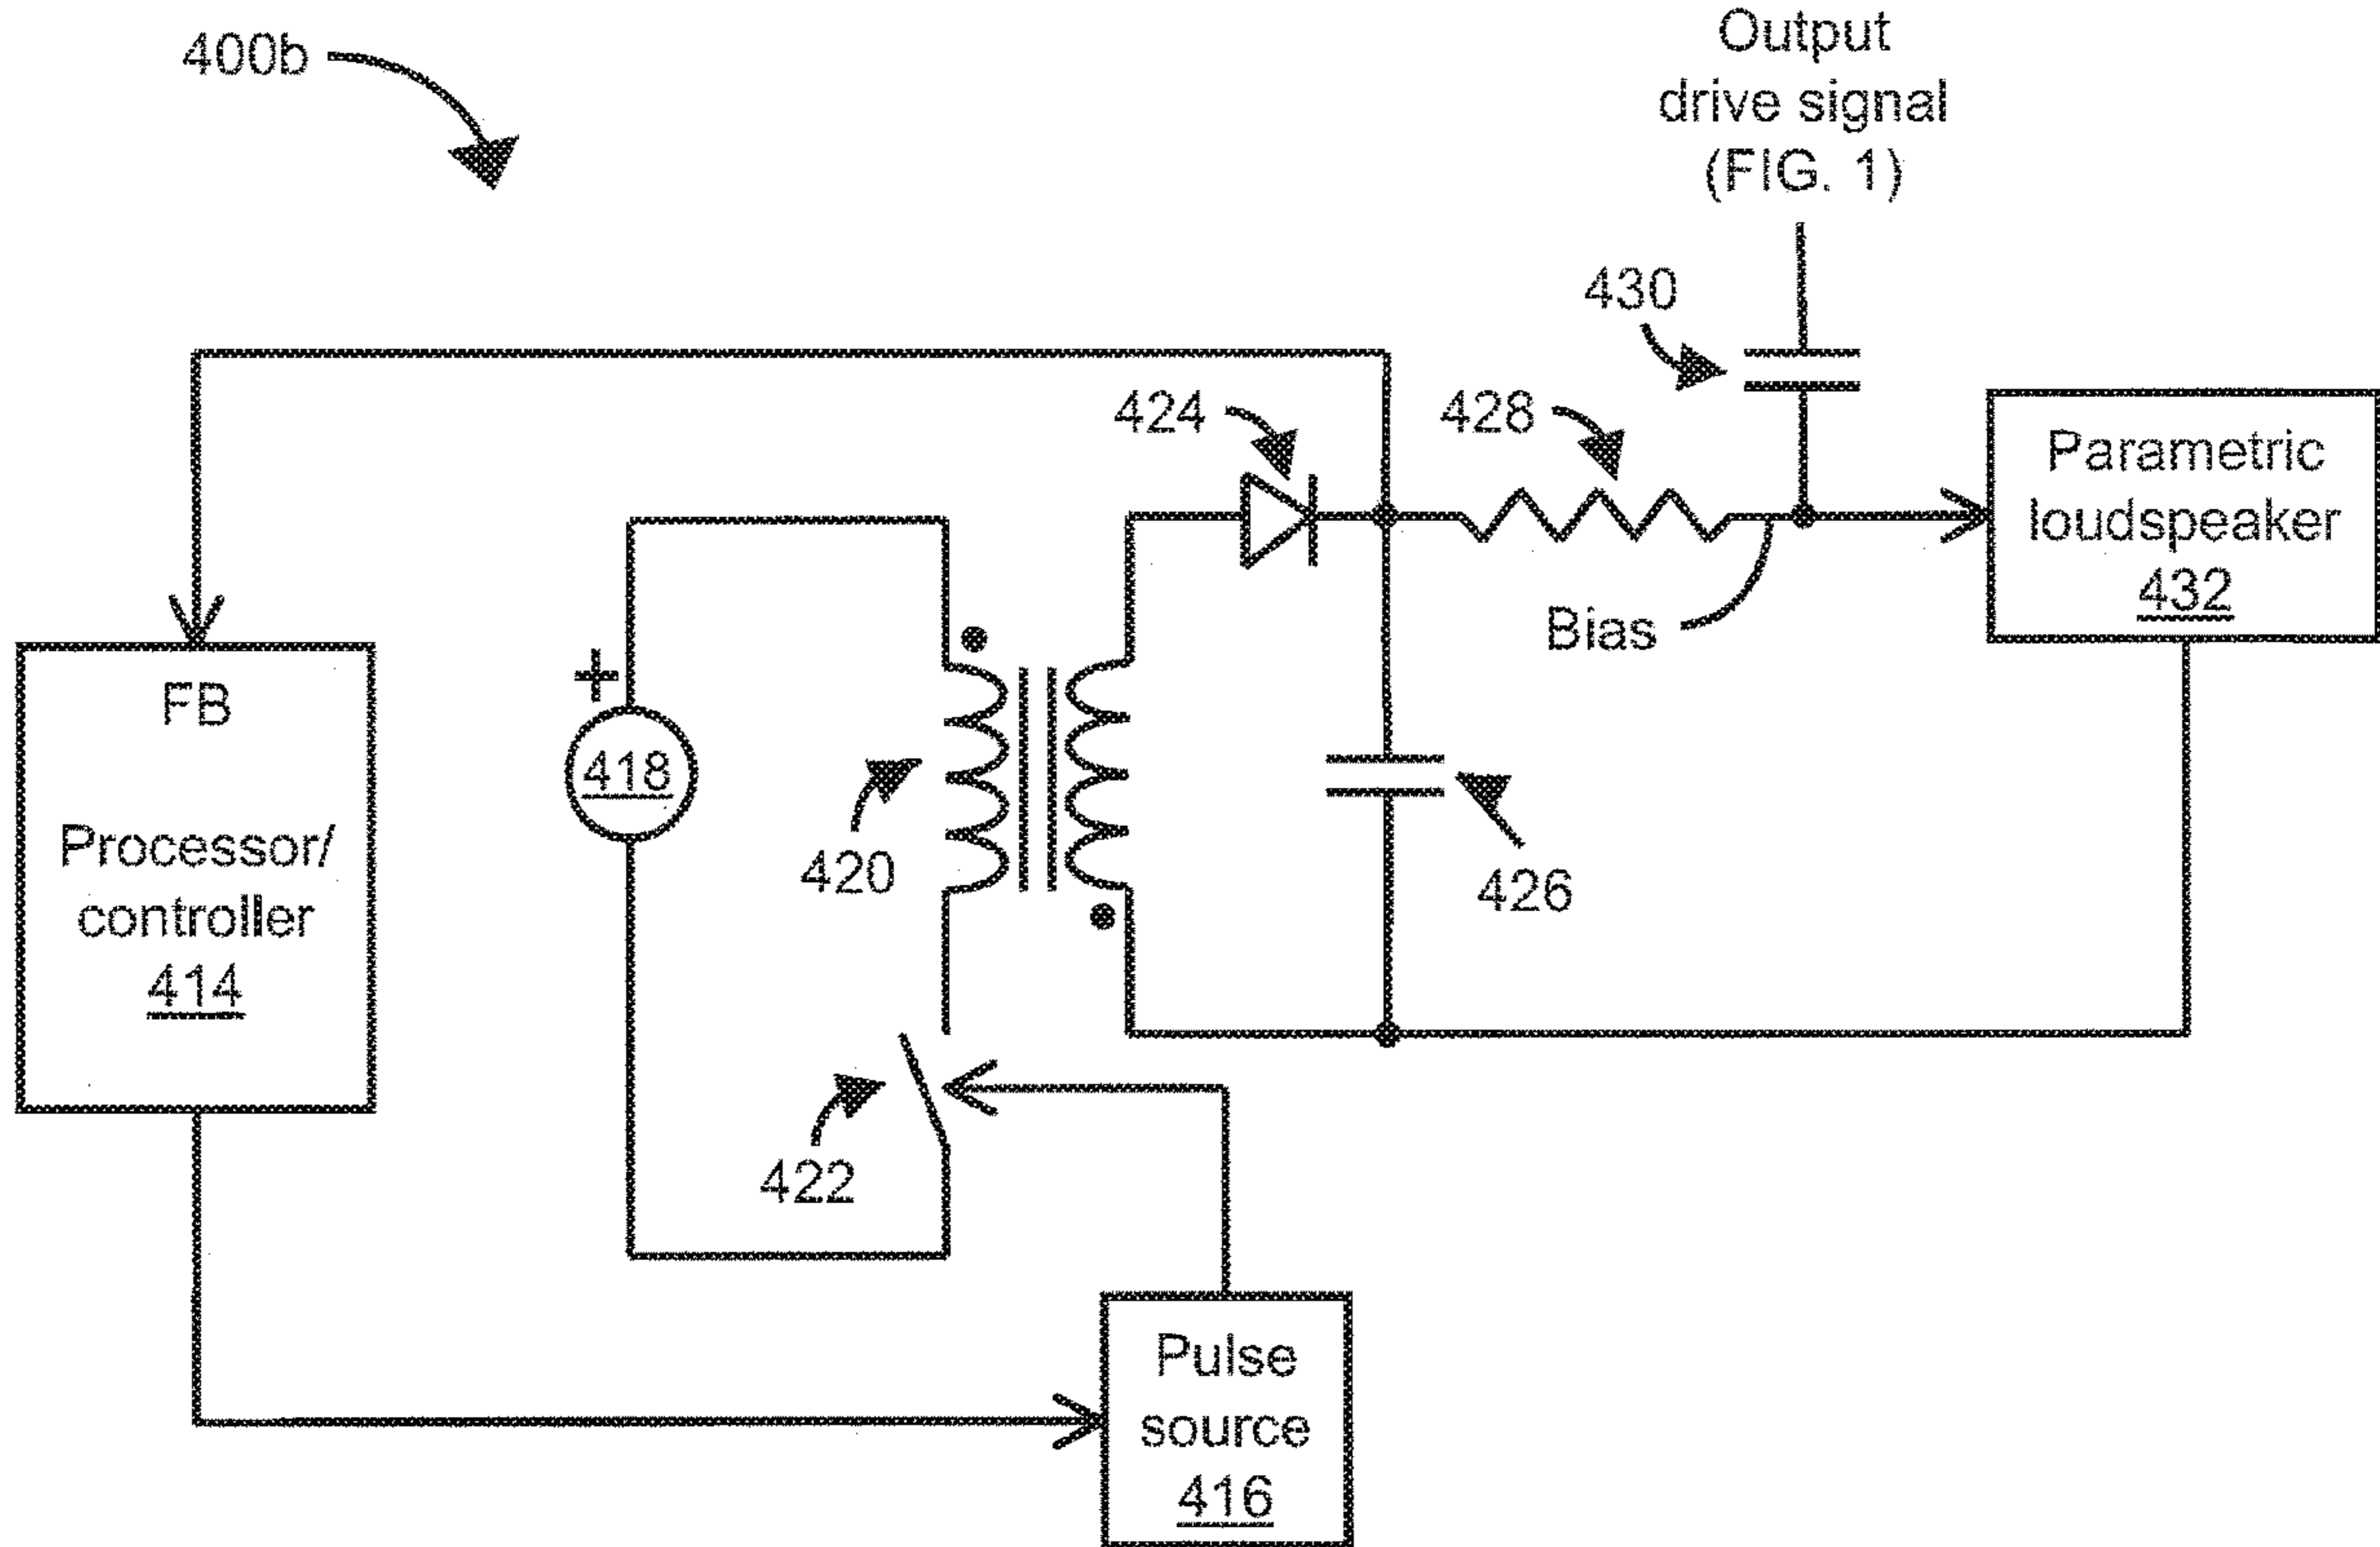 400b
Output
drive signal
(FIG. 1)
430
424
428
Parametric
loudspeaker
432
Bias
+
FB
418
Processor/
controller
414
420
426
422
Pulse
source
416